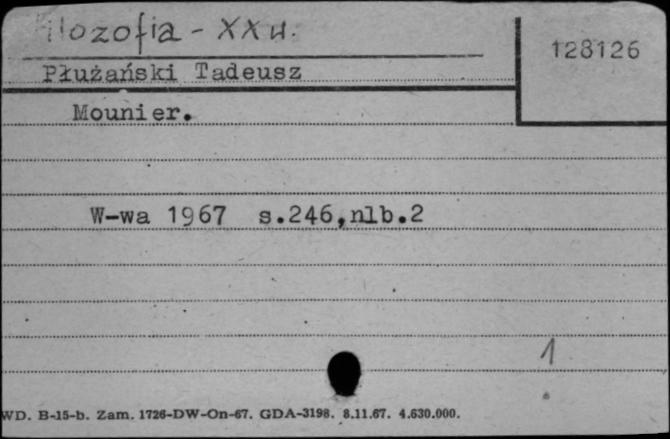 Filozofia - XX w.
128126
Płużański Tadeusz
Mounier.
W-wa 1967 s.246,nlb.2
1
WD. B-15-b. Zam. 1726-DW-On-67. GDA-3198. 8.11.67. 4.630.000.